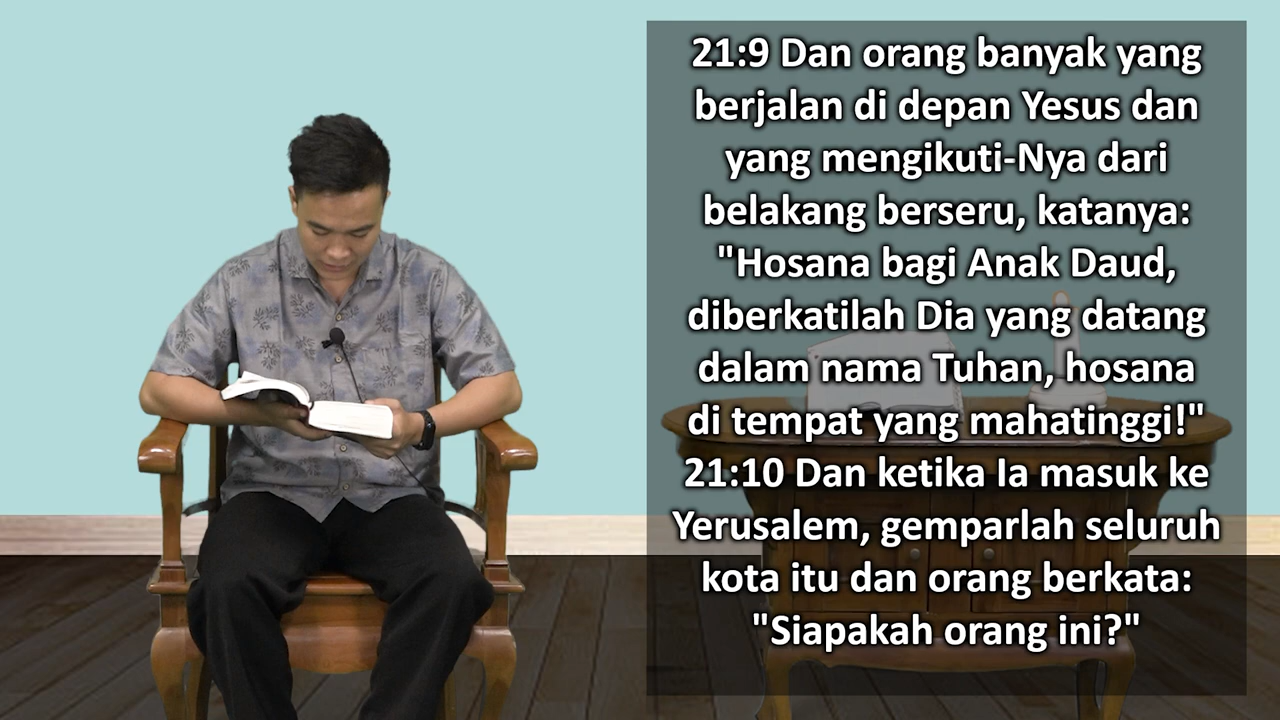 21:9 Dan orang banyak yang
berjalan di depan Yesus dan
yang mengikuti-Nya dari
belakang berseru, katanya:
"Hosana bagi Anak Daud,
diberkatilah Dia yang datang
dalam nama Tuhan, hosana
di tempat yang mahatinggi!"
21:10 Dan ketika Ia masuk ke
Yerusalem, gemparlah seluruh
kota itu dan orang berkata:
"Siapakah orang ini?"